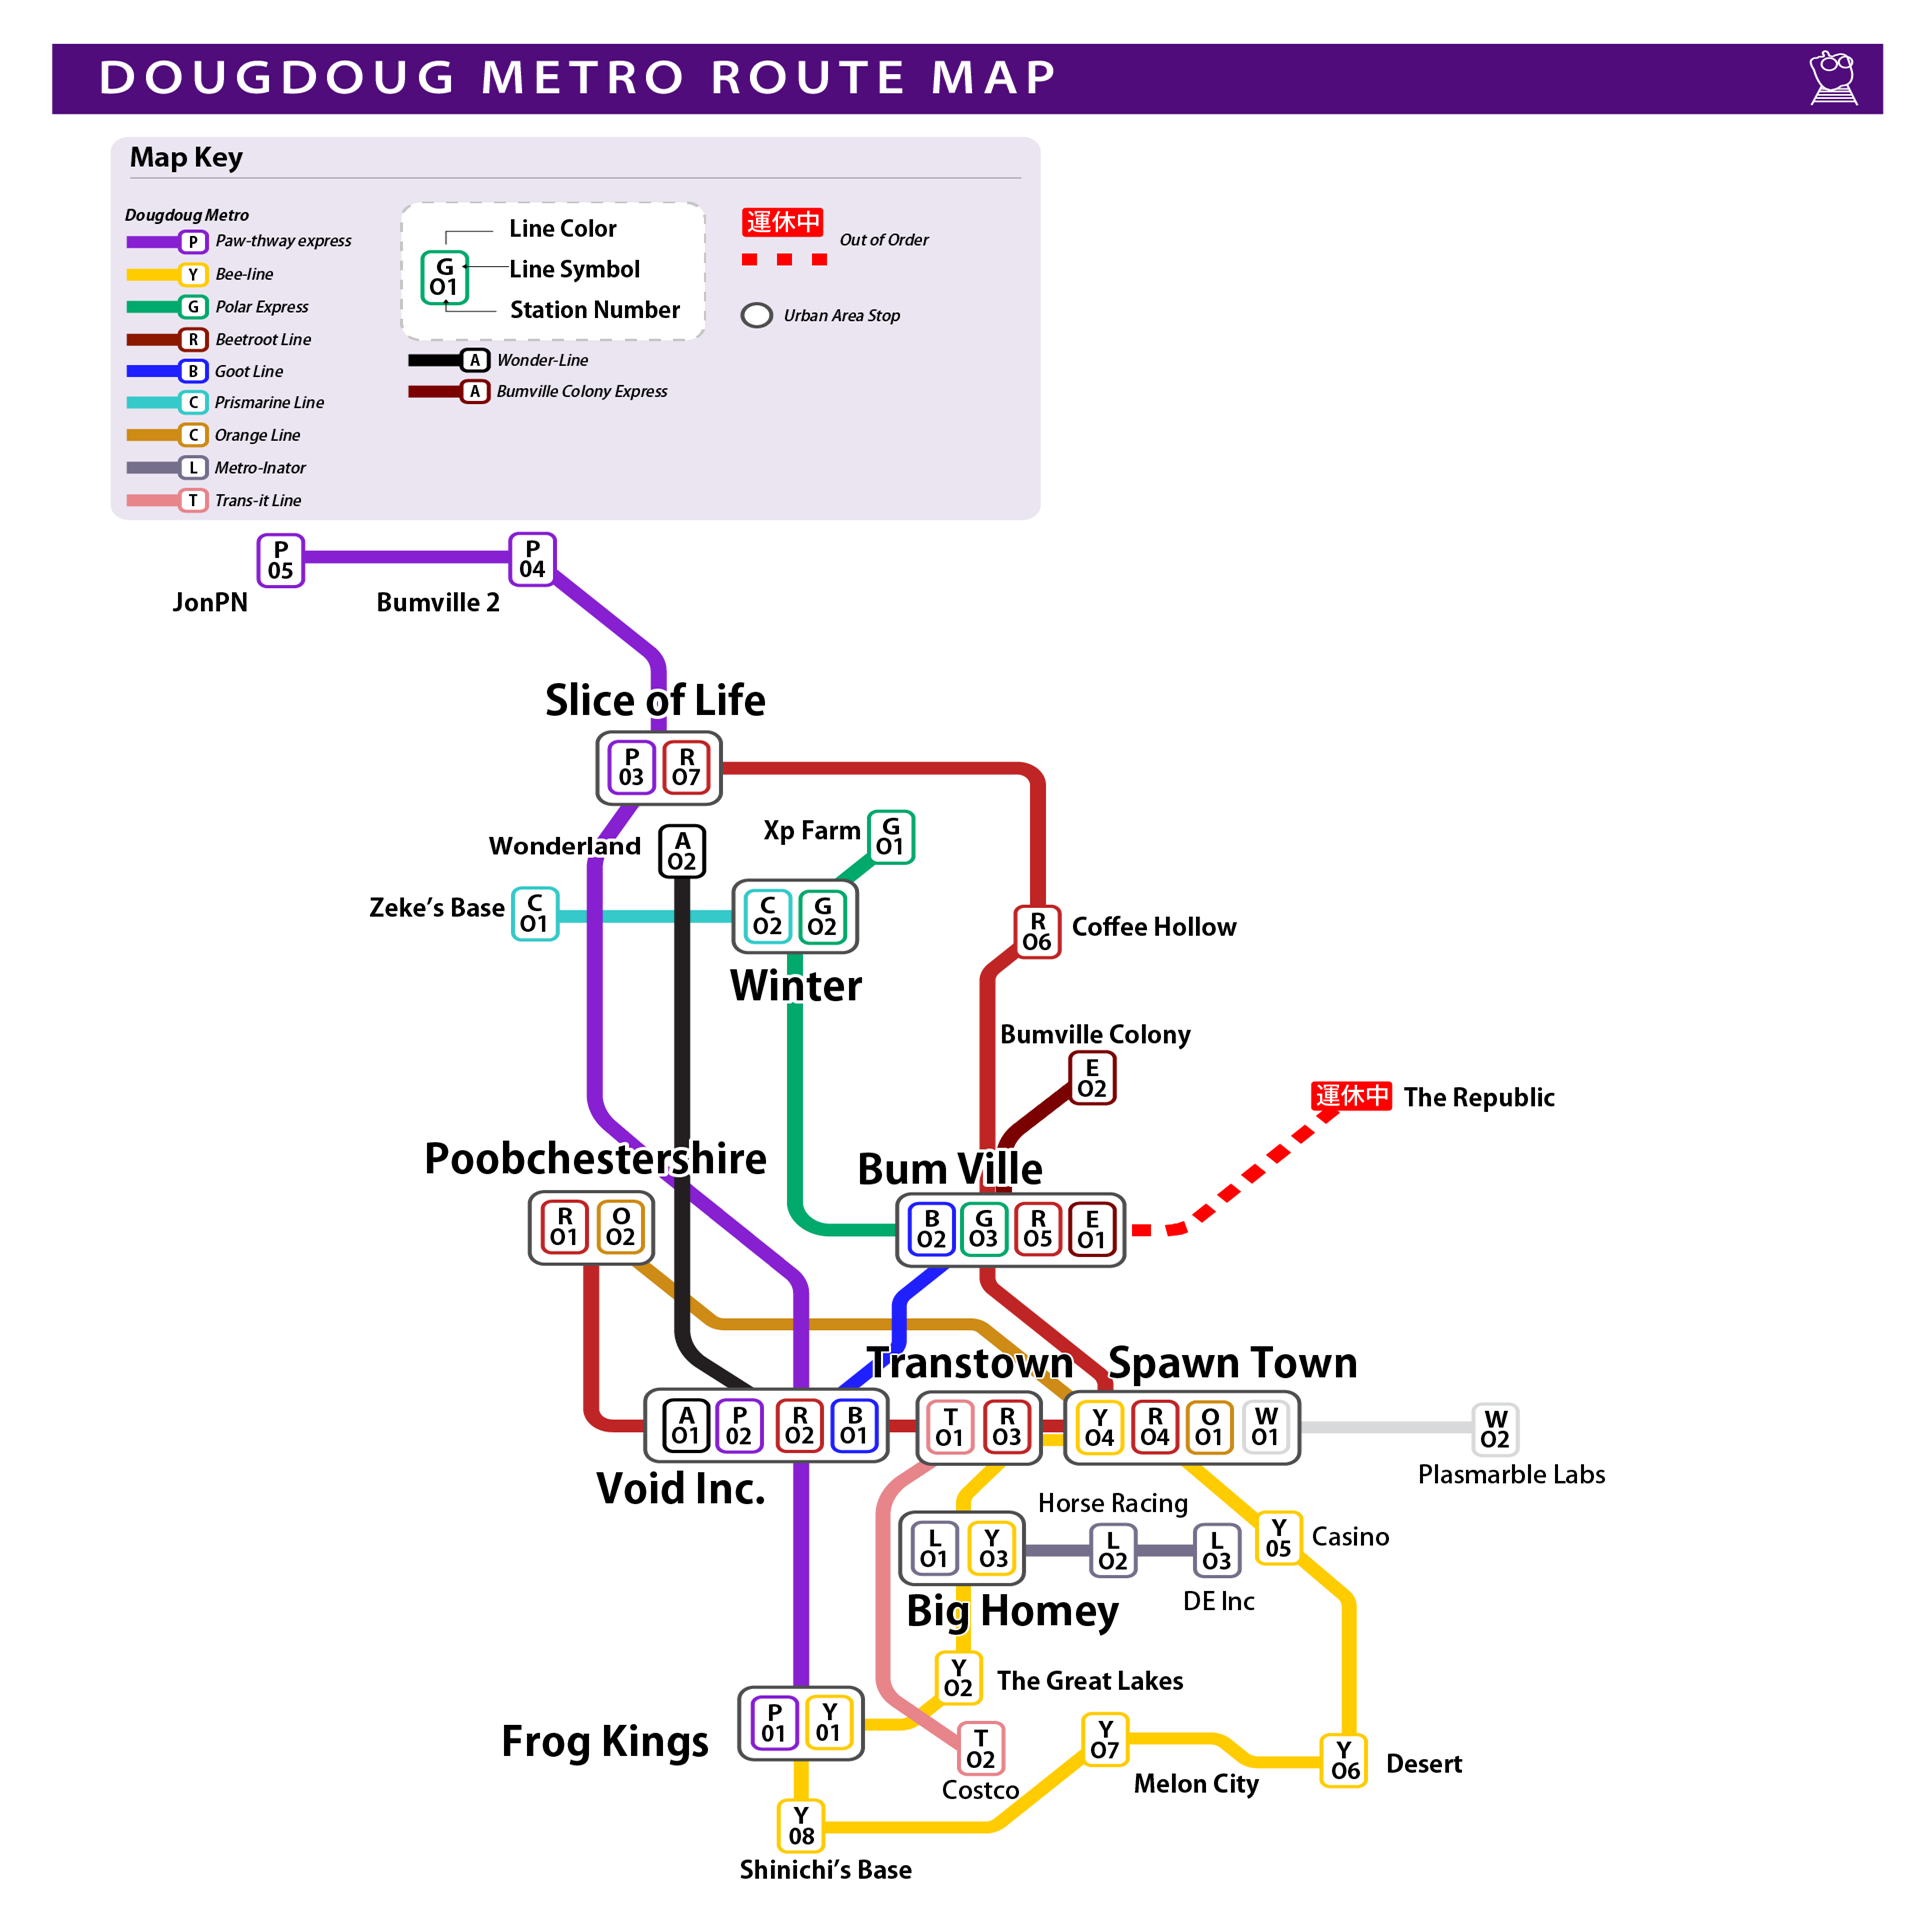 DOUGDOUG METRO ROUTE MAP
Map Key
Dougdoug Metro
P Paw-thway express
Y Bee-line
G Polar Express
R Beetroot Line
B Goot Line
C Prismarine Line
C Orange Line
L Metro-Inator
T Trans-it Line
G
01
Line Color
Line Symbol
Station Number
A Wonder-Line
A Bumville Colony Express
運休中
Out of Order
Urban Area Stop
P
05
JonPN
P
04
Bumville 2
Slice of Life
P
03
R
07
Wonderland
A
02
Xp Farm
G
01
Zeke’s Base
C
01
C
02
G
02
Winter
R
06
Coffee Hollow
Bumville Colony
E
02
運休中
The Republic
Poobchestershire
R
01
O
02
Bum Ville
B
02
G
03
R
05
E
01
Transtown
Spawn Town
A
01
P
02
R
02
B
01
Void Inc.
T
01
R
03
Y
04
R
04
O
01
W
01
W
02
Plasmarble Labs
Horse Racing
L
01
Y
03
Big Homey
L
02
L
03
DE Inc
Y
05
Casino
Y
02
The Great Lakes
P
01
Y
01
Frog Kings
T
02
Costco
Y
07
Melon City
Y
06
Desert
Y
08
Shinichi’s Base